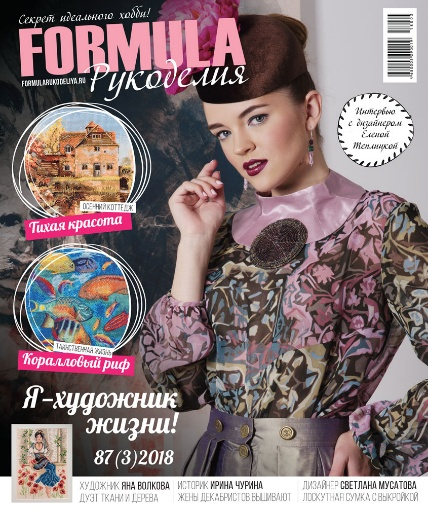 Секрет идеального хобби!
FORMULA
FORMULARUKODELIYA.RU
Рукоделия
Интервью
с дизайнером
Еленой
Теплицкой
ОСЕННИЙ КОТТЕДЖ
Тихая красота
ТАИНСТВЕННАЯ ЖИЗНЬ
Коралловый риф
Я-художник
жизни!
87(3)2018
ХУДОЖНИК ЯНА ВОЛКОВА
ДУЭТ ТКАНИ И ДЕРЕВА
ИСТОРИК ИРИНА ЧУРИНА
ЖЕНЫ ДЕКАБРИСТОВ ВЫШИВАЮТ
ДИЗАЙНЕР СВЕТЛАНА МУСАТОВА
ЛОСКУТНАЯ СУМКА С ВЫКРОЙКОЙ